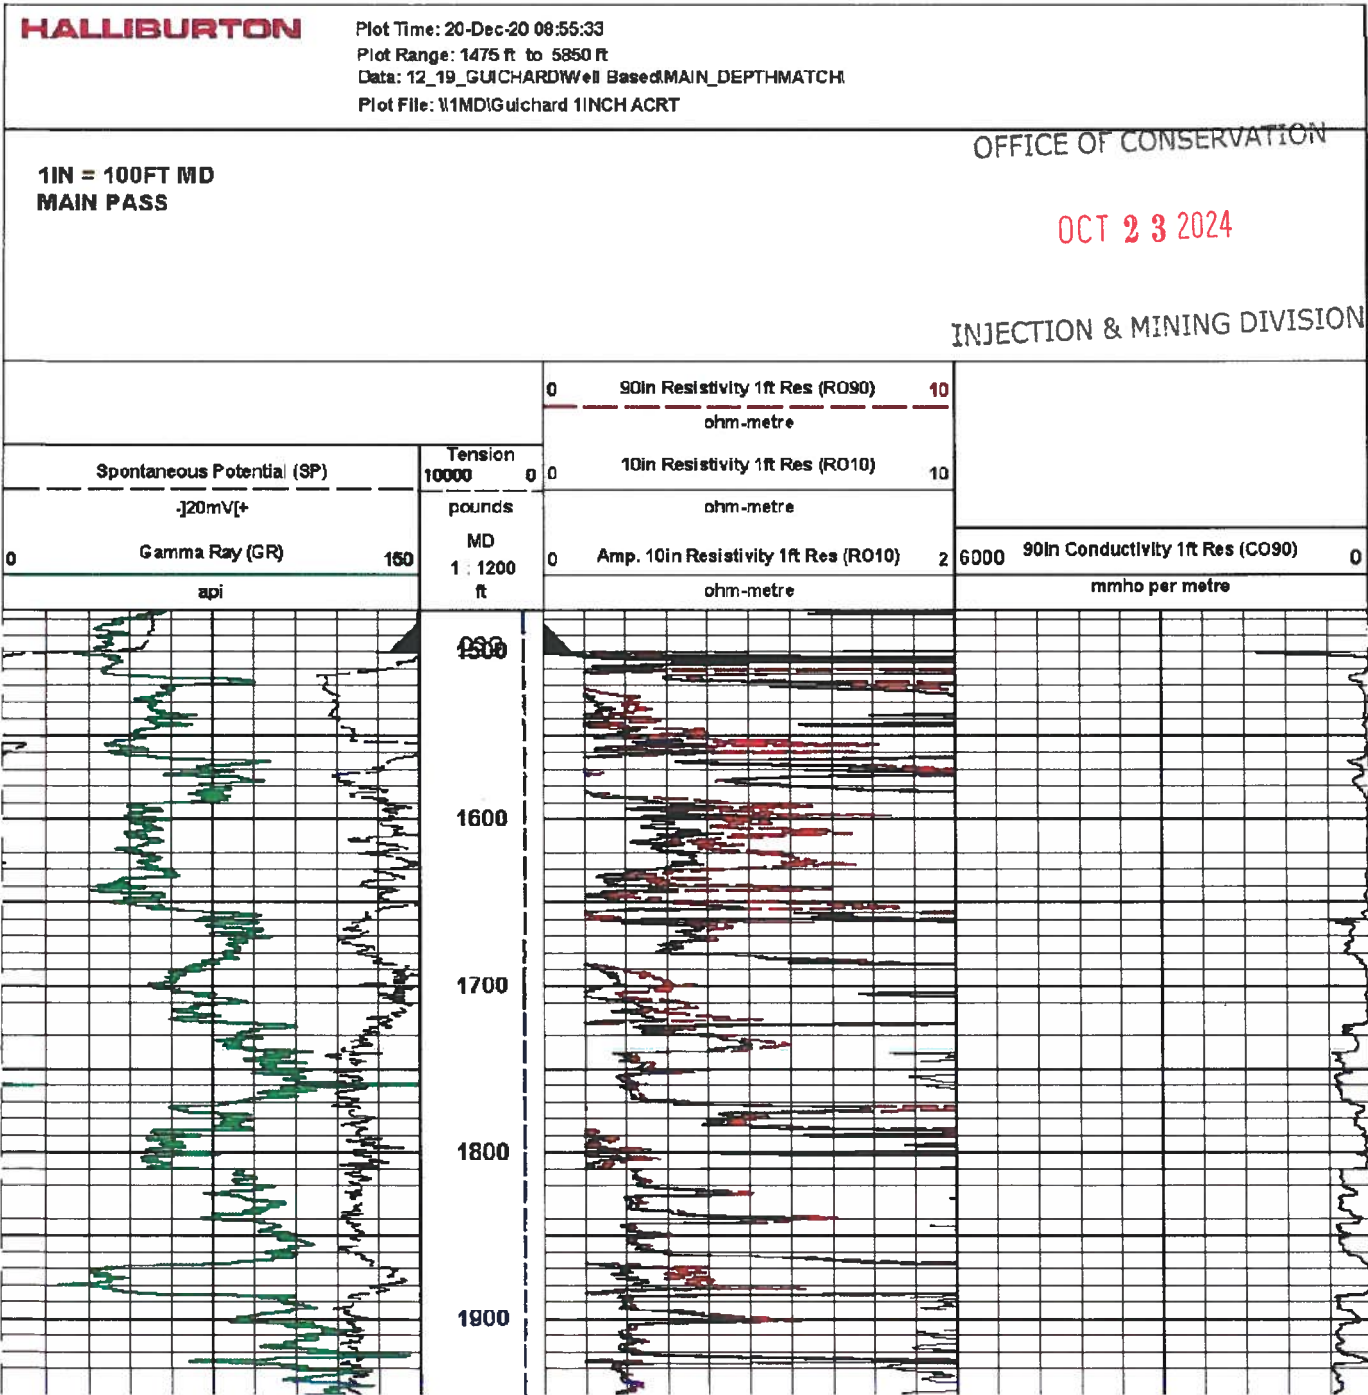 HALLIBURTON
Plot Time: 20-Dec-20 08:55:33
Plot Range: 1475 ft to 5850 ft
Data: 12_19_GUICHARD\Well Based\MAIN_DEPTHMATCH\
Plot File: \\1MD\Guichard 1INCH ACRT
OFFICE OF CONSERVATION
1IN = 100FT MD
MAIN PASS
OCT 23 2024
INJECTION & MINING DIVISION
0 90in Resistivity 1ft Res (RO90) 10
ohm-metre
Spontaneous Potential (SP)
-]20mV[+
0 Gamma Ray (GR) 150
api
Tension
10000 0
pounds
MD
1 : 1200
ft
0 10in Resistivity 1ft Res (RO10) 10
ohm-metre
0 Amp. 10in Resistivity 1ft Res (RO10) 2
ohm-metre
6000 90in Conductivity 1ft Res (CO90) 0
mmho per metre
1500
1600
1700
1800
1900